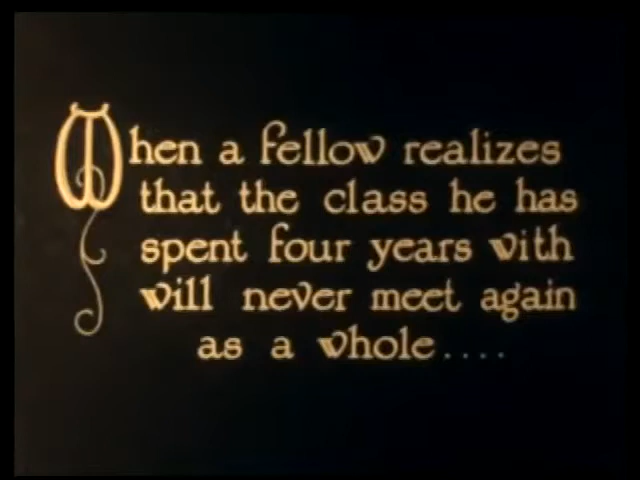 When a fellow realizes
that the class he has
spent four years with
will never meet again
as a whole....